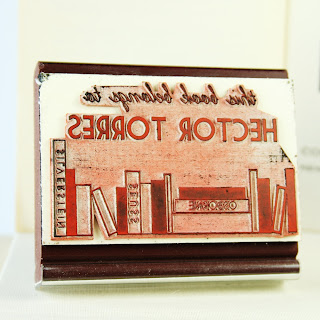 this book belongs to
HECTOR TORRES
SILVERSTEIN
SEUSS
OSBORNE